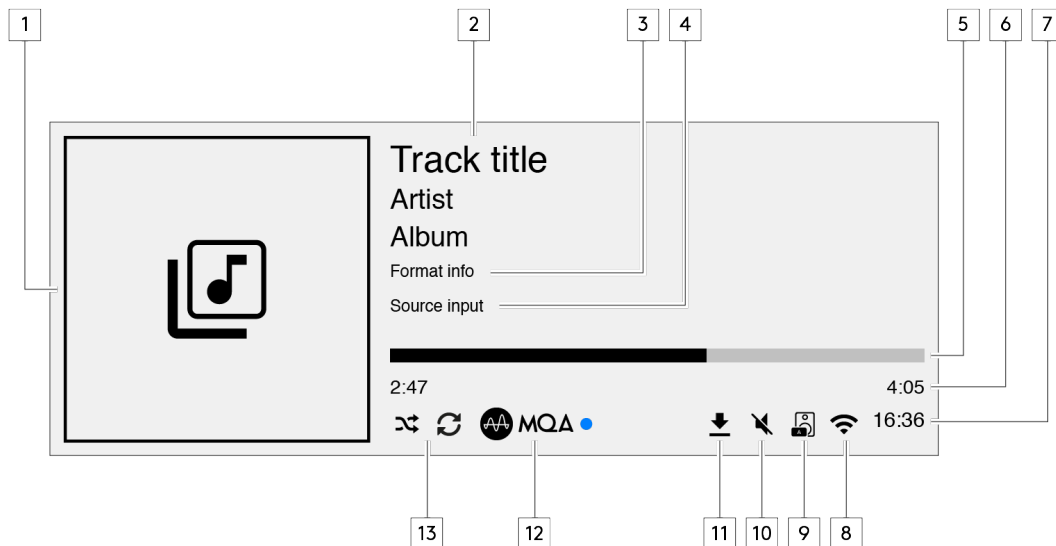 1 2 3 4 5 6 7
Track title
Artist
Album
Format info
Source input
2:47 4:05
MQA 16:36
A
13 12 11 10 9 8